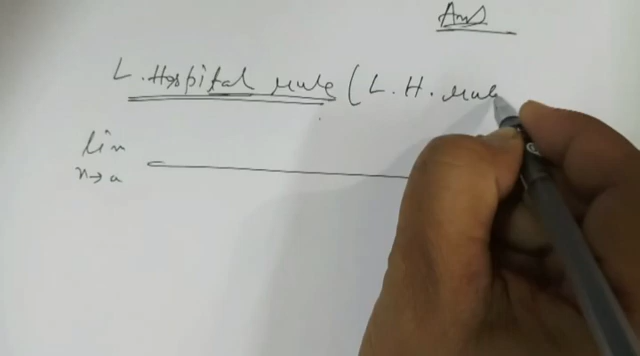 Ans
L. Hospital rule (L. H. rule
lim
x→a